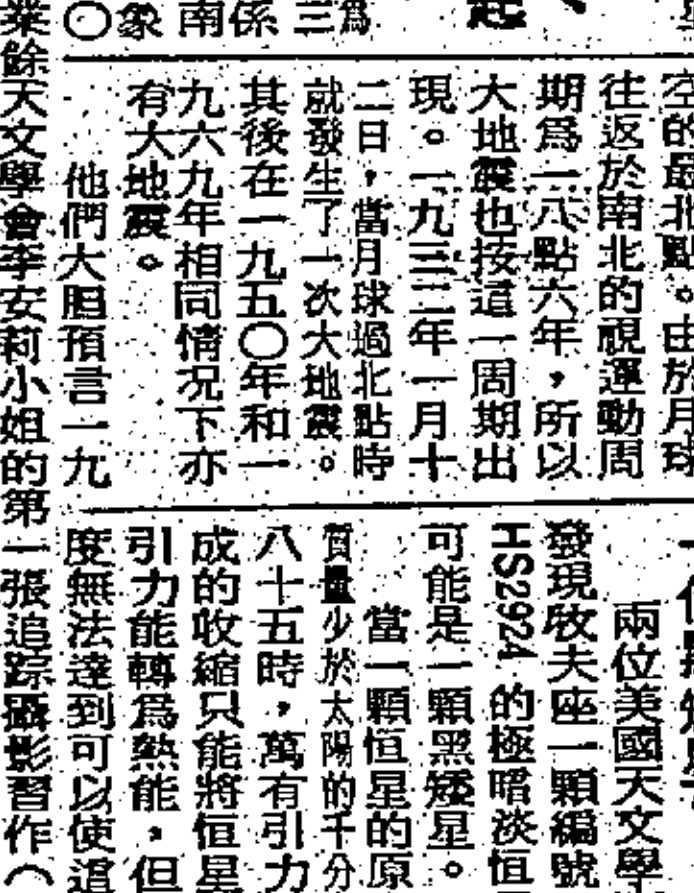 起
為
三
係
南
象
〇
空的最北點。由於月球
往返於南北的視運動周
期爲一八點六年，所以
大地震也按這一周期出
現。一九三二年一月十
二日，當月球過北點時
就發生了一次大地震。
其後在一九五〇年和一
九六九年相同情況下亦
有大地震。
他們大胆預言一九
兩位美國天文學
發現牧夫座一顆編號
HS2924 的極暗淡恒
可能是一顆黑矮星。
當一顆恒星的原
質量少於太陽的千分
八十五時，萬有引力
成的收縮只能將恒星
引力能轉爲熱能，但
度無法達到可以使這
業餘天文學會李安莉小姐的第一張追踪攝影習作（